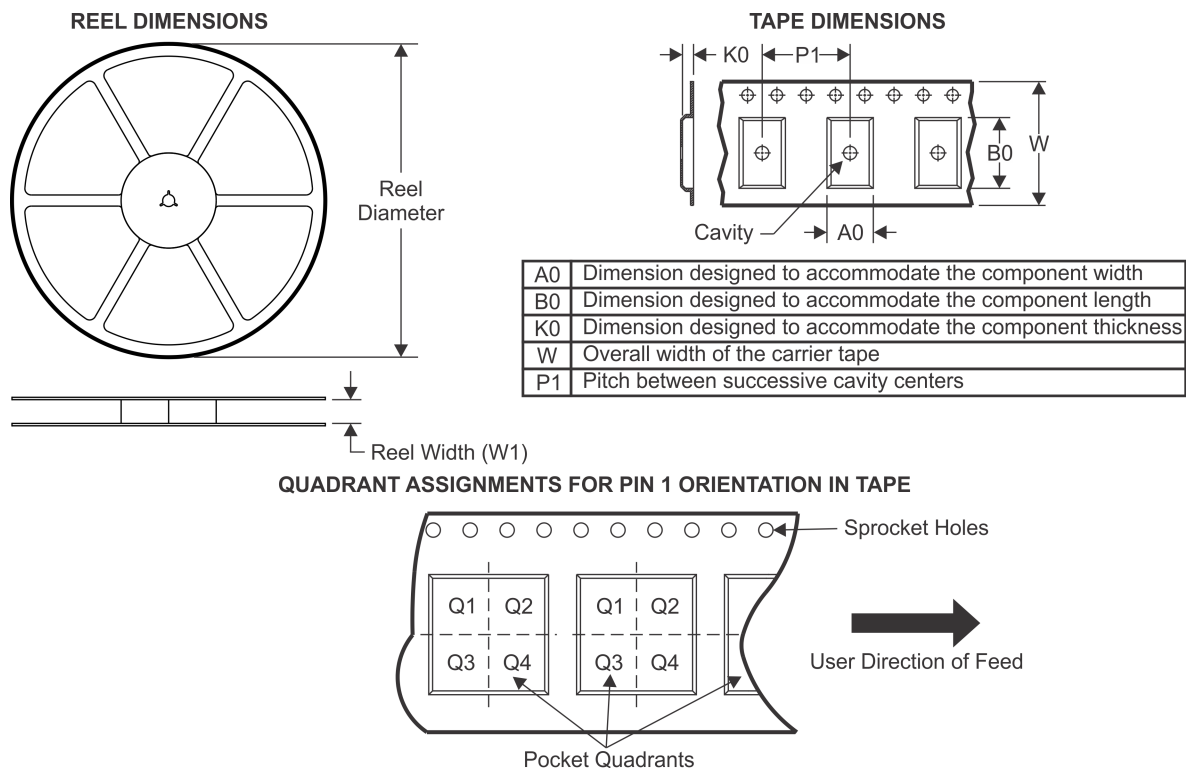 REEL DIMENSIONS
TAPE DIMENSIONS
K0
P1
Reel
Diameter
B0
W
Cavity
A0
A0 Dimension designed to accommodate the component width
B0 Dimension designed to accommodate the component length
K0 Dimension designed to accommodate the component thickness
W Overall width of the carrier tape
P1 Pitch between successive cavity centers
Reel Width (W1)
QUADRANT ASSIGNMENTS FOR PIN 1 ORIENTATION IN TAPE
Sprocket Holes
Q1 Q2 Q1 Q2
Q3 Q4 Q3 Q4
User Direction of Feed
Pocket Quadrants